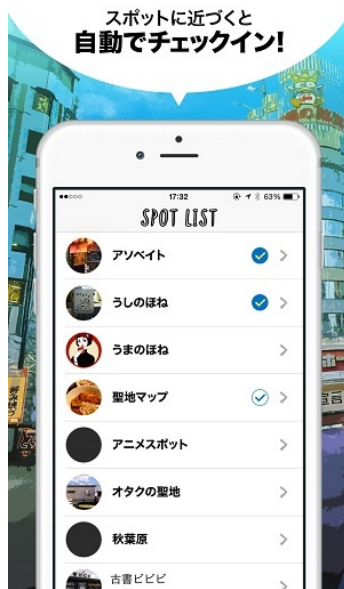 スポットに近づくと
自動でチェックイン!
17:32
63%
SPOT LIST
アソベイト
うしのほね
うまのほね
聖地マップ
アニメスポット
オタクの聖地
秋葉原
古書ビビビ